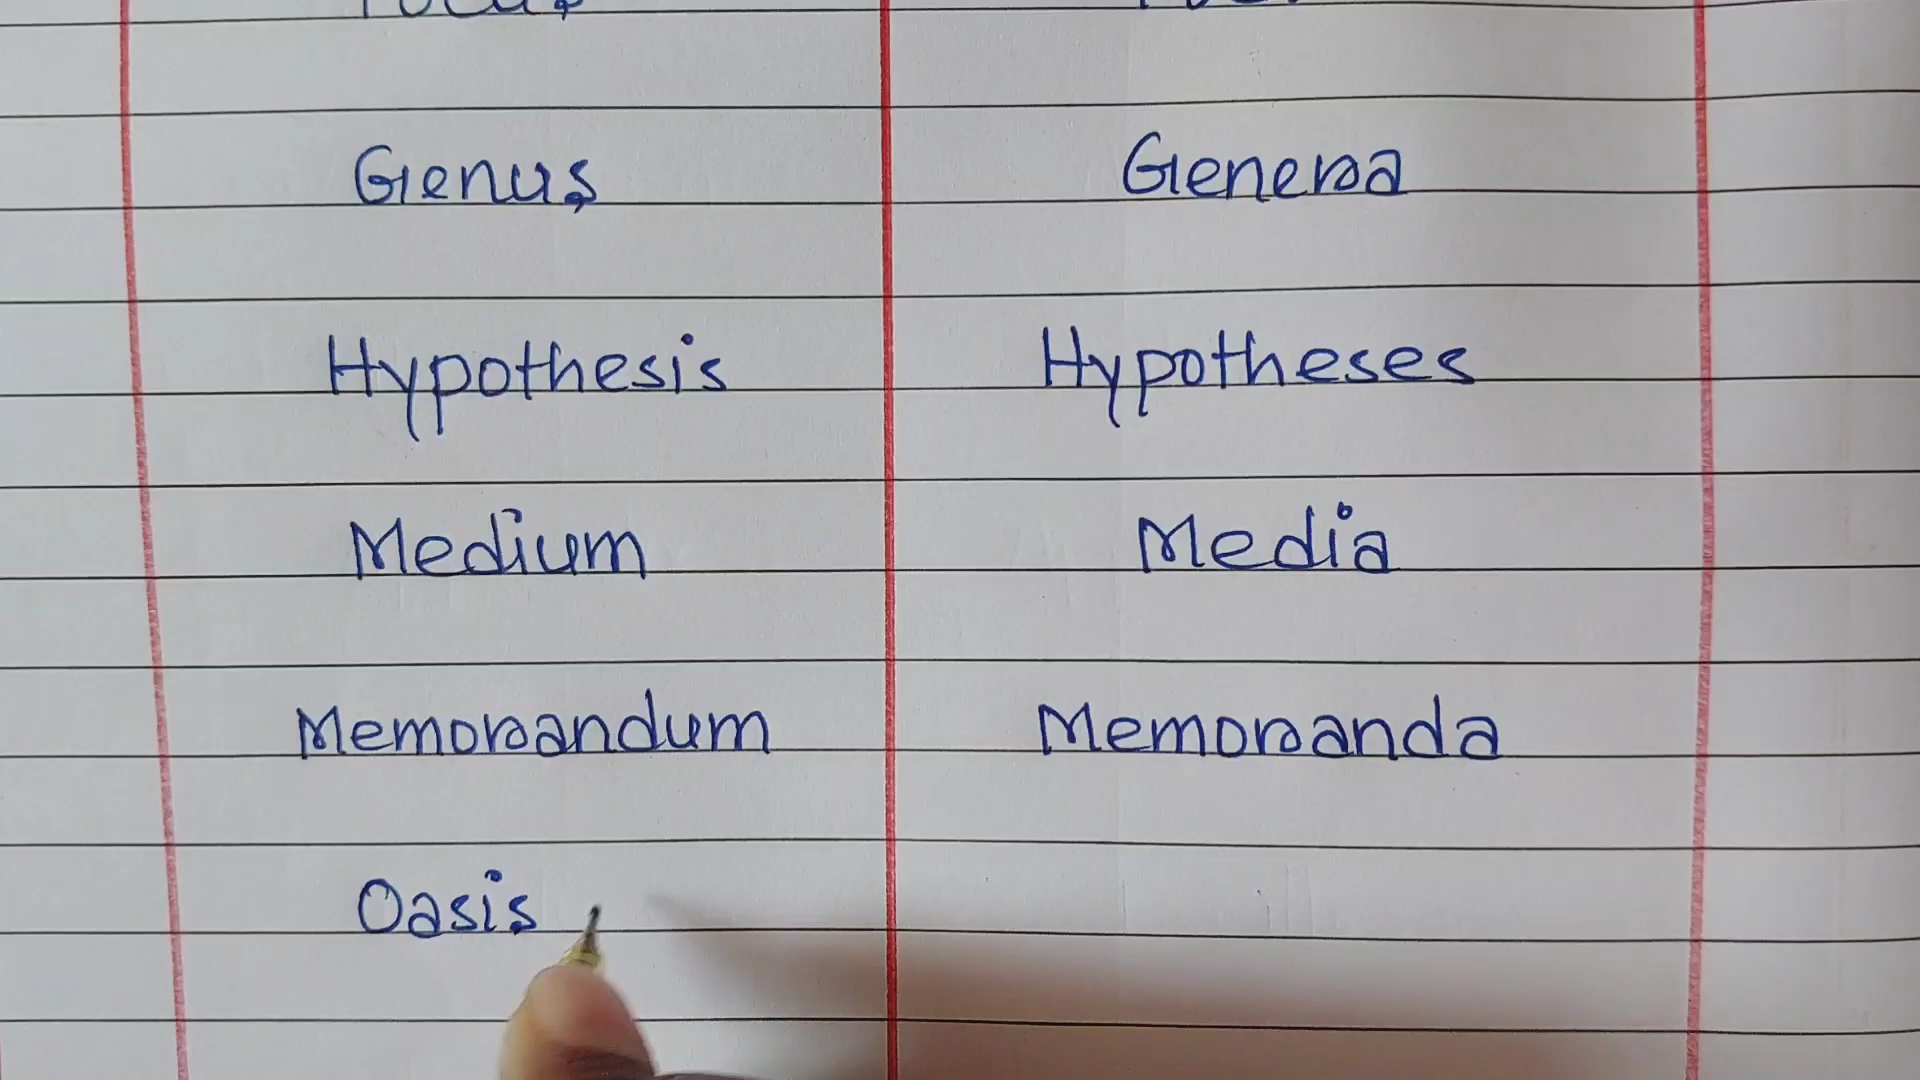 Genus Genera
Hypothesis Hypotheses
Medium Media
Memorandum Memoranda
Oasis